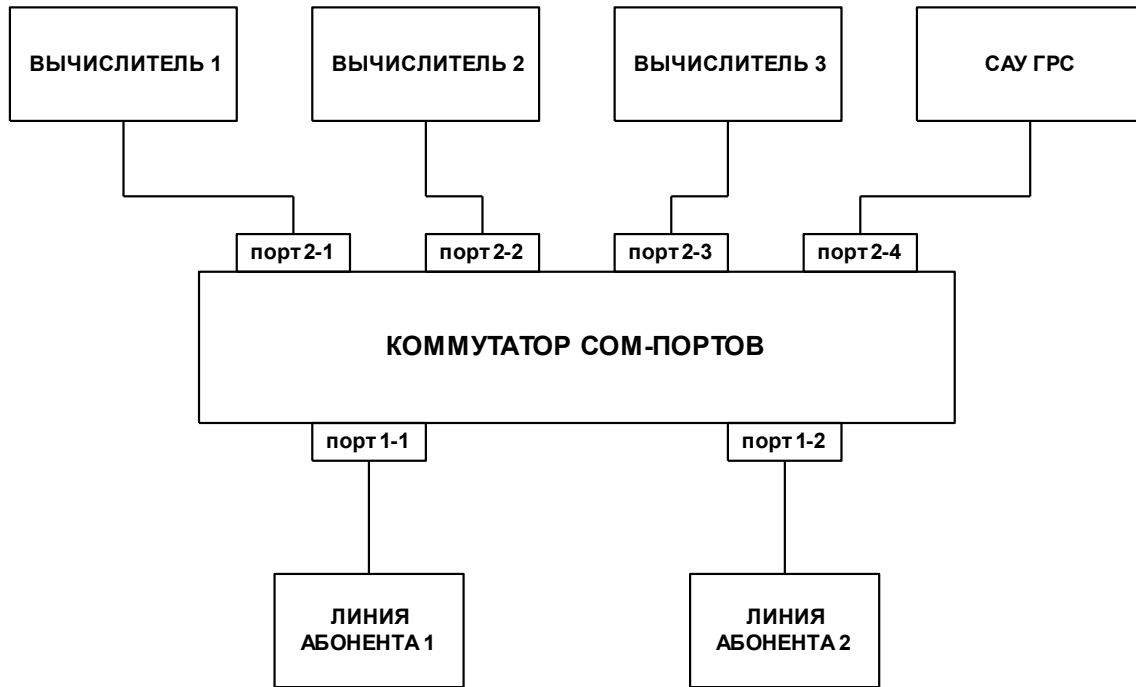 ВЫЧИСЛИТЕЛЬ 1
ВЫЧИСЛИТЕЛЬ 2
ВЫЧИСЛИТЕЛЬ 3
САУ ГРС
порт 2-1
порт 2-2
порт 2-3
порт 2-4
КОММУТАТОР COM-ПОРТОВ
порт 1-1
порт 1-2
ЛИНИЯ
АБОНЕНТА 1
ЛИНИЯ
АБОНЕНТА 2